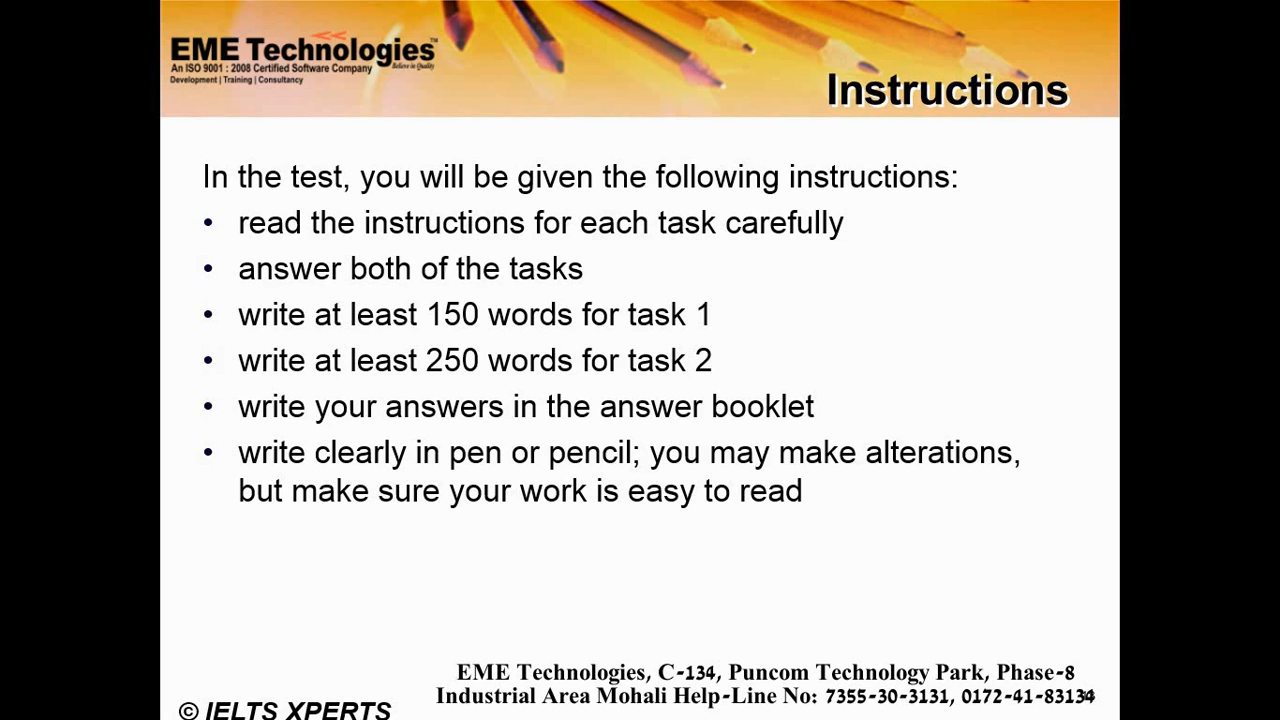 EME Technologies™
An ISO 9001 : 2008 Certified Software Company
Believe in Quality
Development | Training | Consultancy
Instructions
In the test, you will be given the following instructions:
• read the instructions for each task carefully
• answer both of the tasks
• write at least 150 words for task 1
• write at least 250 words for task 2
• write your answers in the answer booklet
• write clearly in pen or pencil; you may make alterations,
but make sure your work is easy to read
EME Technologies, C-134, Puncom Technology Park, Phase-8
Industrial Area Mohali Help-Line No: 7355-30-3131, 0172-41-83134
© IELTS XPERTS